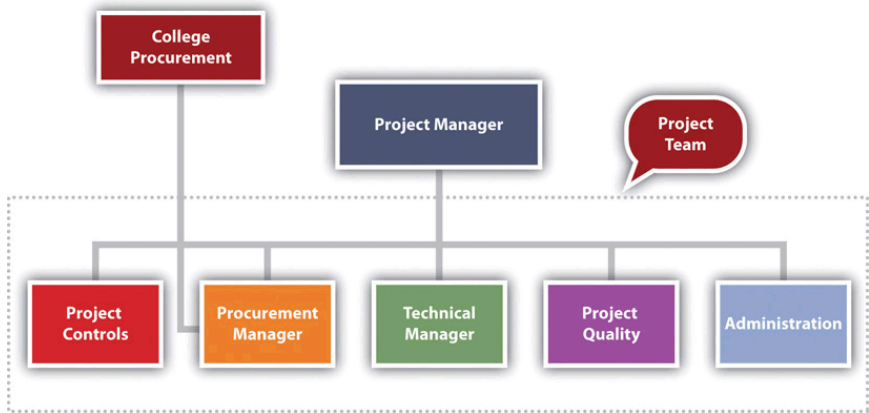 College
Procurement
Project Manager
Project
Team
Project
Controls
Procurement
Manager
Technical
Manager
Project
Quality
Administration